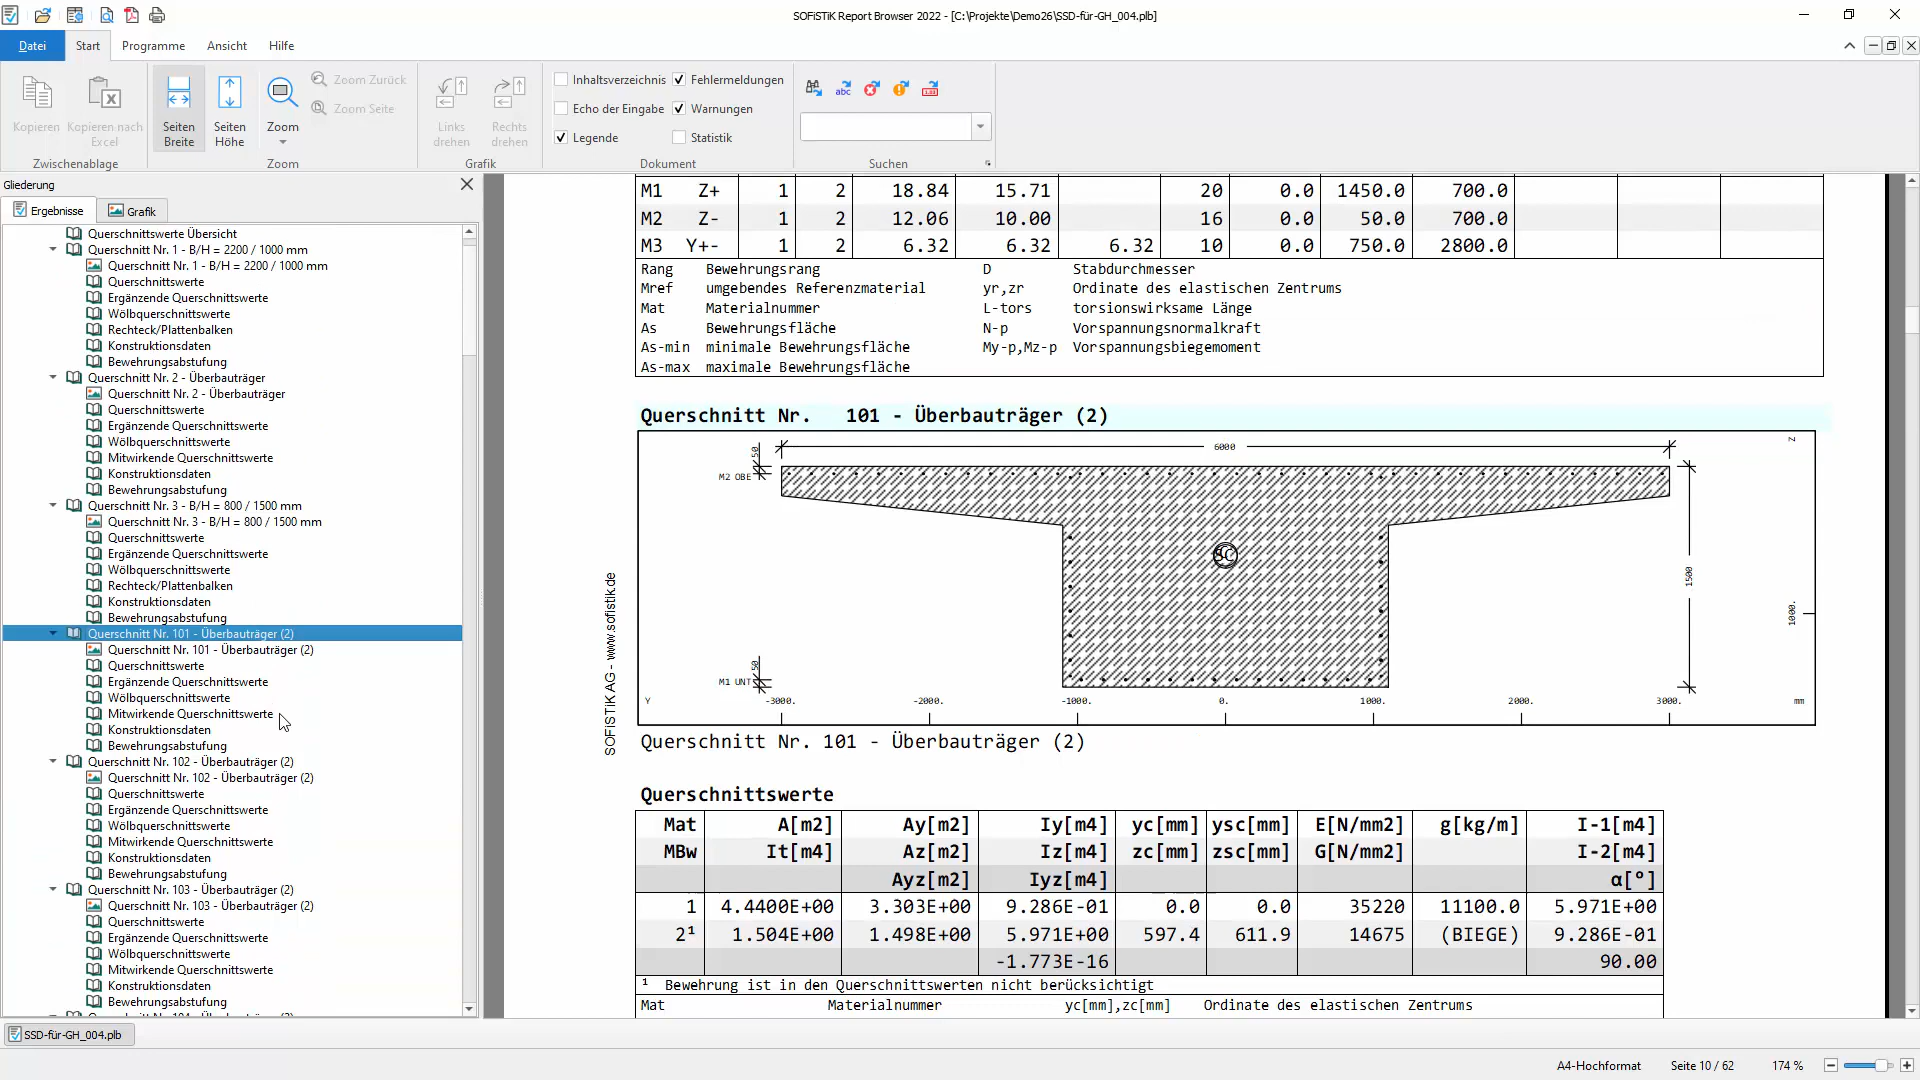 SOFiSTiK Report Browser 2022 - [C:\Projekte\Demo26\SSD-für-GH_004.plb]
Datei Start Programme Ansicht Hilfe
Kopieren
Kopieren nach Excel
Zwischenablage
Seiten Breite
Seiten Höhe
Zoom
Zoom Zurück
Zoom Seite
Zoom
Links drehen
Rechts drehen
Grafik
Inhaltsverzeichnis Fehlermeldungen
Echo der Eingabe Warnungen
Legende Statistik
Dokument
abc
Suchen
Gliederung
Ergebnisse Grafik
Querschnittswerte Übersicht
Querschnitt Nr. 1 - B/H = 2200 / 1000 mm
Querschnitt Nr. 1 - B/H = 2200 / 1000 mm
Querschnittswerte
Ergänzende Querschnittswerte
Wölbquerschnittswerte
Rechteck/Plattenbalken
Konstruktionsdaten
Bewehrungsabstufung
Querschnitt Nr. 2 - Überbauträger
Querschnitt Nr. 2 - Überbauträger
Querschnittswerte
Ergänzende Querschnittswerte
Wölbquerschnittswerte
Mitwirkende Querschnittswerte
Konstruktionsdaten
Bewehrungsabstufung
Querschnitt Nr. 3 - B/H = 800 / 1500 mm
Querschnitt Nr. 3 - B/H = 800 / 1500 mm
Querschnittswerte
Ergänzende Querschnittswerte
Wölbquerschnittswerte
Rechteck/Plattenbalken
Konstruktionsdaten
Bewehrungsabstufung
Querschnitt Nr. 101 - Überbauträger (2)
Querschnitt Nr. 101 - Überbauträger (2)
Querschnittswerte
Ergänzende Querschnittswerte
Wölbquerschnittswerte
Mitwirkende Querschnittswerte
Konstruktionsdaten
Bewehrungsabstufung
Querschnitt Nr. 102 - Überbauträger (2)
Querschnitt Nr. 102 - Überbauträger (2)
Querschnittswerte
Ergänzende Querschnittswerte
Wölbquerschnittswerte
Mitwirkende Querschnittswerte
Konstruktionsdaten
Bewehrungsabstufung
Querschnitt Nr. 103 - Überbauträger (2)
Querschnitt Nr. 103 - Überbauträger (2)
Querschnittswerte
Ergänzende Querschnittswerte
Wölbquerschnittswerte
Mitwirkende Querschnittswerte
Konstruktionsdaten
Bewehrungsabstufung
M1 Z+ 1 2 18.84 15.71 20 0.0 1450.0 700.0
M2 Z- 1 2 12.06 10.00 16 0.0 50.0 700.0
M3 Y+- 1 2 6.32 6.32 6.32 10 0.0 750.0 2800.0
Rang Bewehrungsrang D Stabdurchmesser
Mref umgebendes Referenzmaterial yr,zr Ordinate des elastischen Zentrums
Mat Materialnummer L-tors torsionswirksame Länge
As Bewehrungsfläche N-p Vorspannungsnormalkraft
As-min minimale Bewehrungsfläche My-p,Mz-p Vorspannungsbiegemoment
As-max maximale Bewehrungsfläche
Querschnitt Nr. 101 - Überbauträger (2)
6000
Z
50
M2 OBE
SC
1500
1000.
50
M1 UNT
Y -3000. -2000. -1000. 0. 1000. 2000. 3000. mm
SOFiSTiK AG - www.sofistik.de
Querschnitt Nr. 101 - Überbauträger (2)
Querschnittswerte
Mat A[m2] Ay[m2] Iy[m4] yc[mm] ysc[mm] E[N/mm2] g[kg/m] I-1[m4]
MBw It[m4] Az[m2] Iz[m4] zc[mm] zsc[mm] G[N/mm2] I-2[m4]
Ayz[m2] Iyz[m4] α[°]
1 4.4400E+00 3.303E+00 9.286E-01 0.0 0.0 35220 11100.0 5.971E+00
2¹ 1.504E+00 1.498E+00 5.971E+00 597.4 611.9 14675 (BIEGE) 9.286E-01
-1.773E-16 90.00
¹ Bewehrung ist in den Querschnittswerten nicht berücksichtigt
Mat Materialnummer yc[mm],zc[mm] Ordinate des elastischen Zentrums
SSD-für-GH_004.plb
A4-Hochformat Seite 10 / 62 174 %